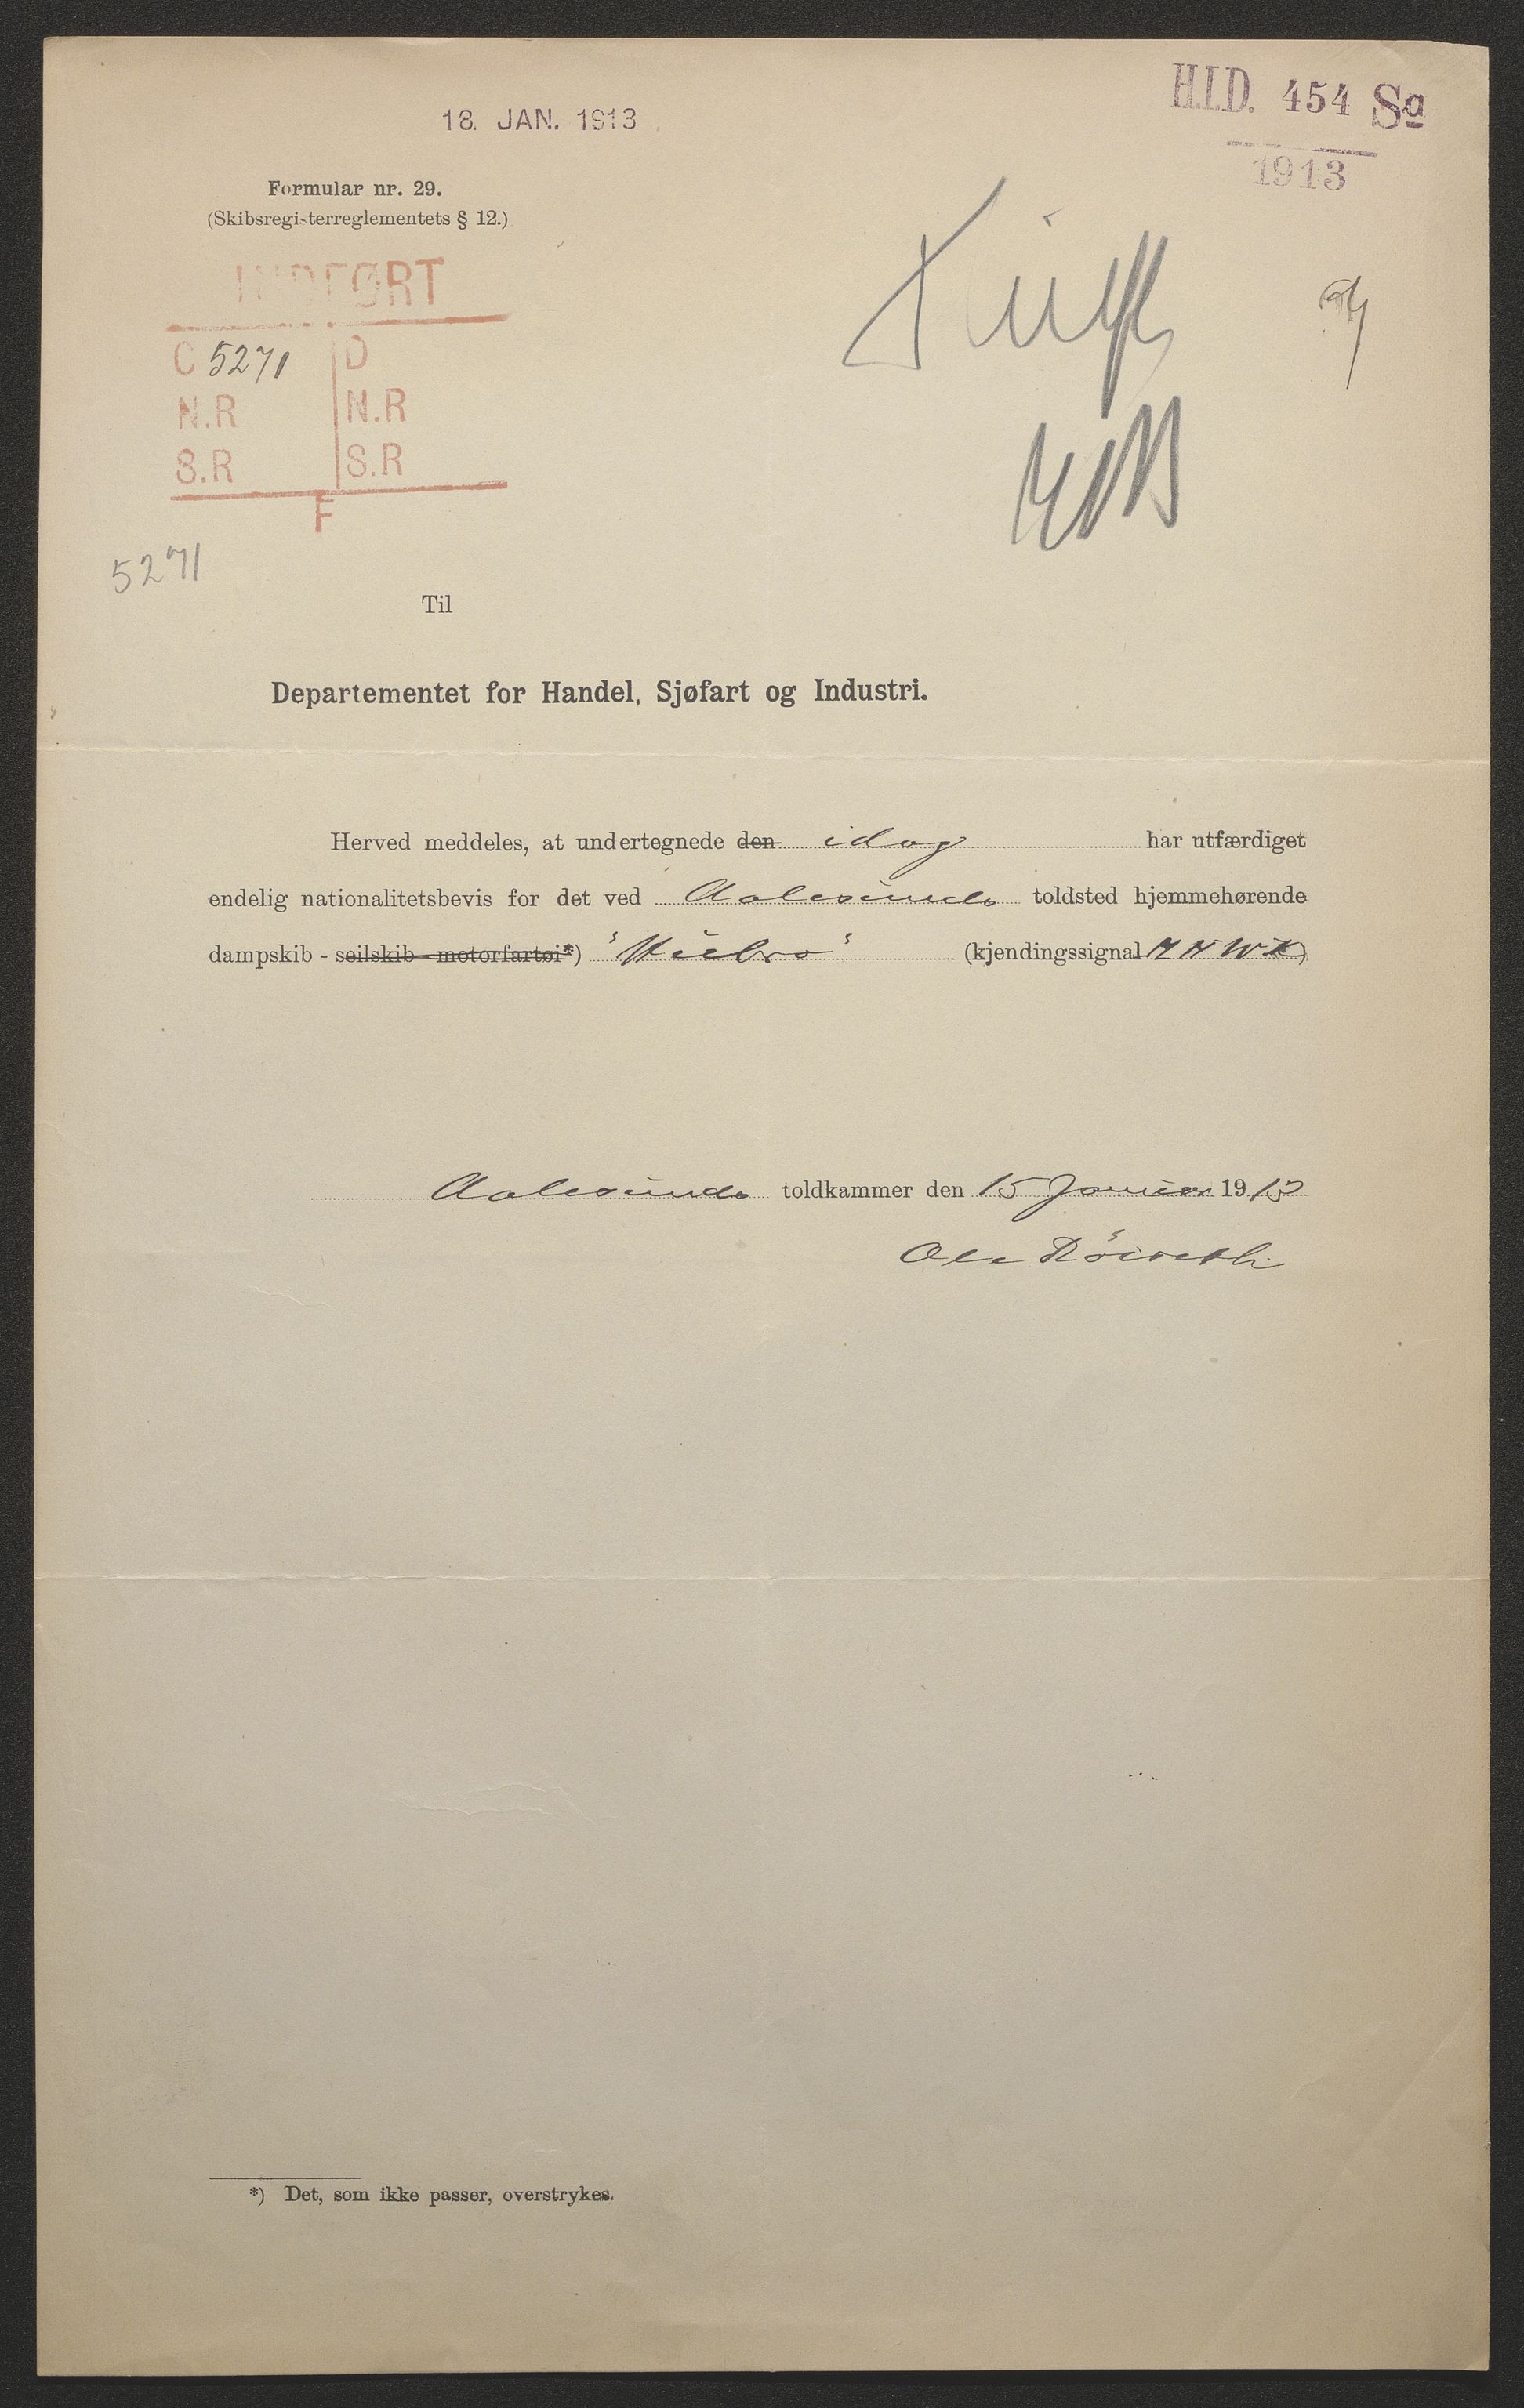 H.I.D. 454 Sa
1913
18. JAN. 1913
Formular nr. 29.
(Skibsregisterreglementets § 12.)
INDFØRT
C 5271 D
N.R N.R
S.R S.R
F
5271
Til
Departementet for Handel, Sjøfart og Industri.
Herved meddeles, at undertegnede den idag har utfærdiget
endelig nationalitetsbevis for det ved Aalesunds toldsted hjemmehørende
dampskib - seilskib - motorfartøi*) (kjendingssignal)
Aalesunds toldkammer den 15 Januar 1913
Ole
*) Det, som ikke passer, overstrykes.